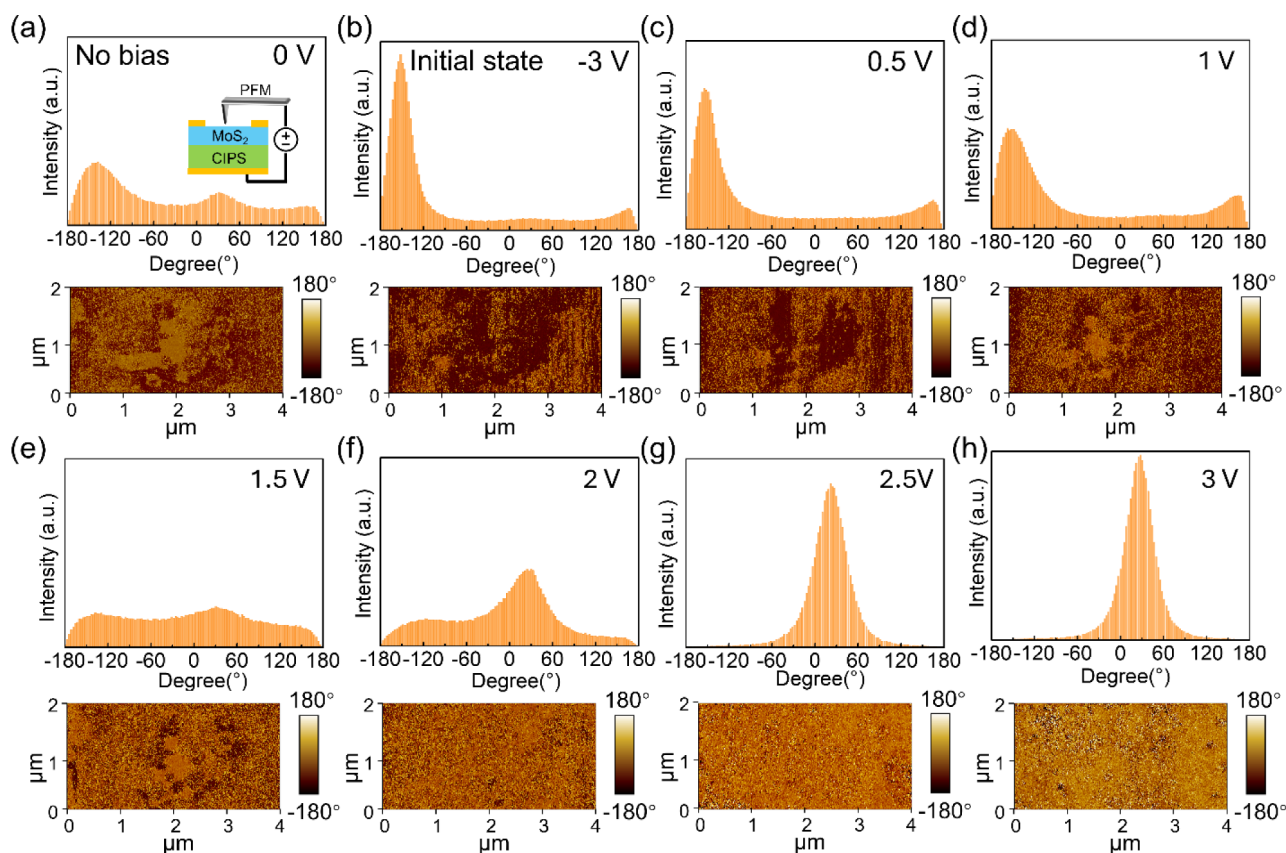 (a)
No bias 0 V
PFM
MoS₂
CIPS
Intensity (a.u.)
-180 -120 -60 0 60 120 180
Degree(°)
2
1
0
µm
180°
-180°
0 1 2 3 4
µm
(b)
Initial state -3 V
Intensity (a.u.)
-180 -120 -60 0 60 120 180
Degree(°)
2
1
0
µm
180°
-180°
0 1 2 3 4
µm
(c)
0.5 V
Intensity (a.u.)
-180 -120 -60 0 60 120 180
Degree(°)
2
1
0
µm
180°
-180°
0 1 2 3 4
µm
(d)
1 V
Intensity (a.u.)
-180 -120 -60 0 60 120 180
Degree(°)
2
1
0
µm
180°
-180°
0 1 2 3 4
µm
(e)
1.5 V
Intensity (a.u.)
-180 -120 -60 0 60 120 180
Degree(°)
2
1
0
µm
180°
-180°
0 1 2 3 4
µm
(f)
2 V
Intensity (a.u.)
-180 -120 -60 0 60 120 180
Degree(°)
2
1
2
µm
180°
-180°
0 1 2 3 4
µm
(g)
2.5V
Intensity (a.u.)
-180 -120 -60 0 60 120 180
Degree(°)
2
1
2
µm
180°
-180°
0 1 2 3 4
µm
(h)
3 V
Intensity (a.u.)
-180 -120 -60 0 60 120 180
Degree(°)
2
1
2
µm
180°
-180°
0 1 2 3 4
µm